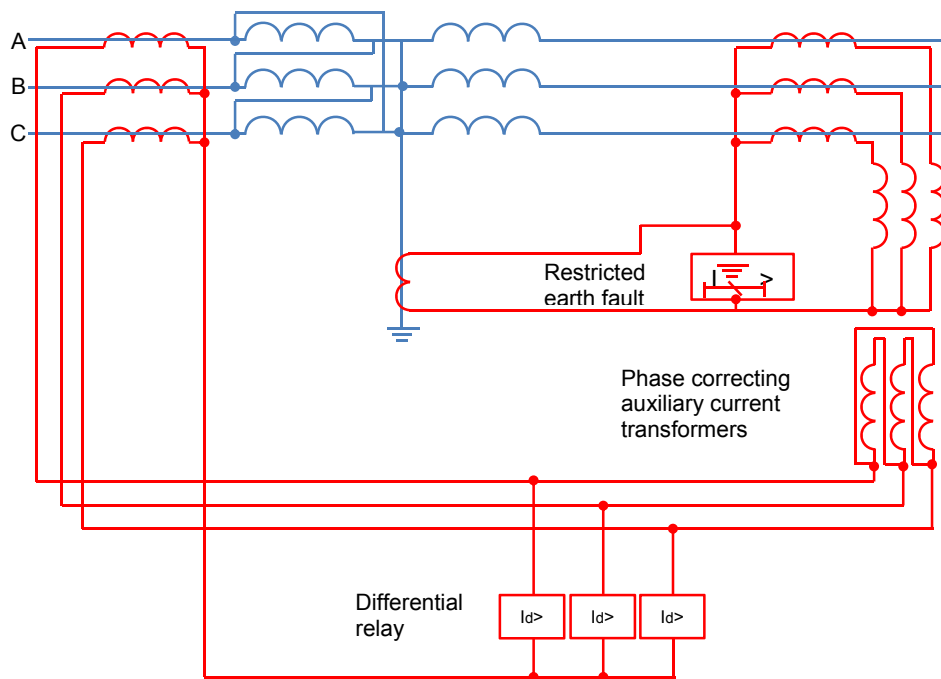 A
B
C
Restricted
earth fault
I >
Phase correcting
auxiliary current
transformers
Differential
relay
Id> Id> Id>